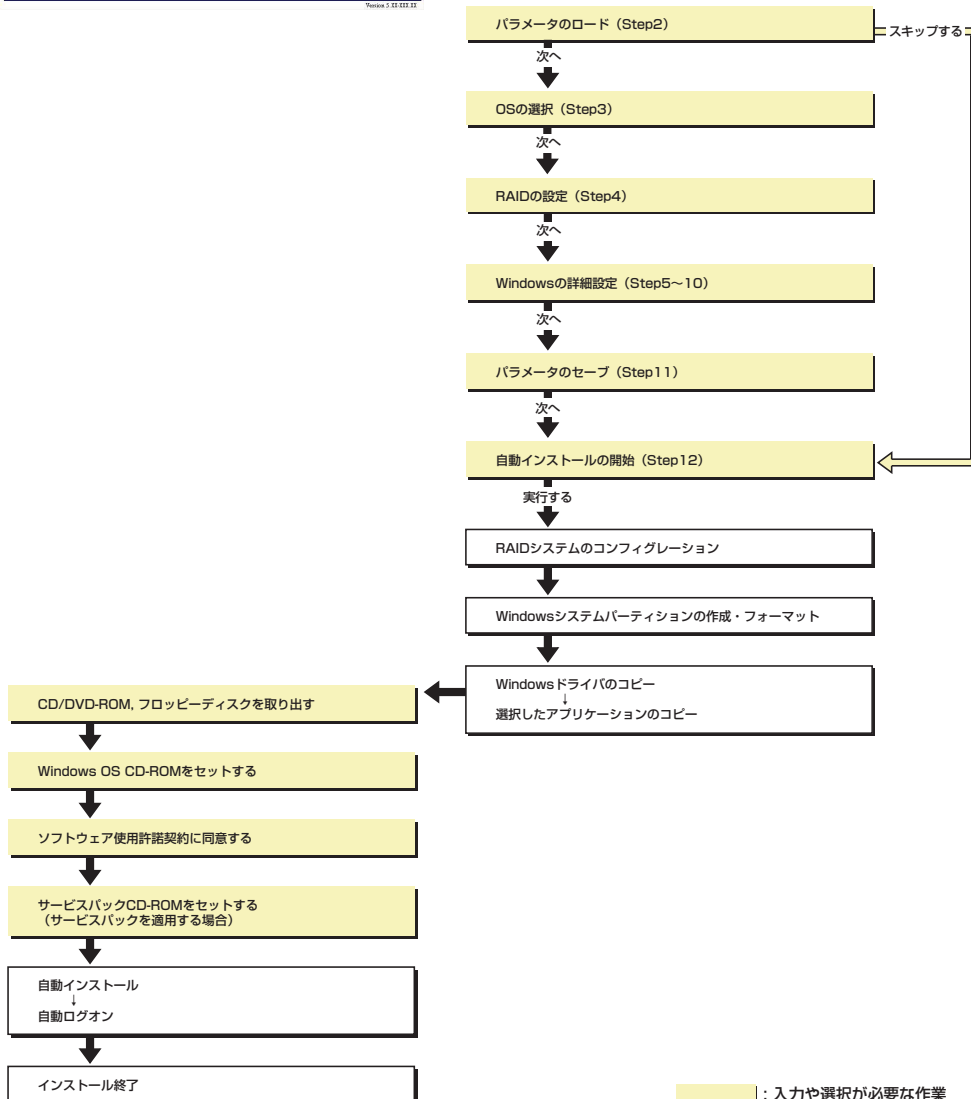 Version 5.XX-XXX.XX
パラメータのロード（Step2）
スキップする
次へ
OSの選択（Step3）
次へ
RAIDの設定（Step4）
次へ
Windowsの詳細設定（Step5～10）
次へ
パラメータのセーブ（Step11）
次へ
自動インストールの開始（Step12）
実行する
RAIDシステムのコンフィグレーション
Windowsシステムパーティションの作成・フォーマット
Windowsドライバのコピー
↓
選択したアプリケーションのコピー
CD/DVD-ROM, フロッピーディスクを取り出す
Windows OS CD-ROMをセットする
ソフトウェア使用許諾契約に同意する
サービスパックCD-ROMをセットする
（サービスパックを適用する場合）
自動インストール
↓
自動ログオン
インストール終了
：入力や選択が必要な作業